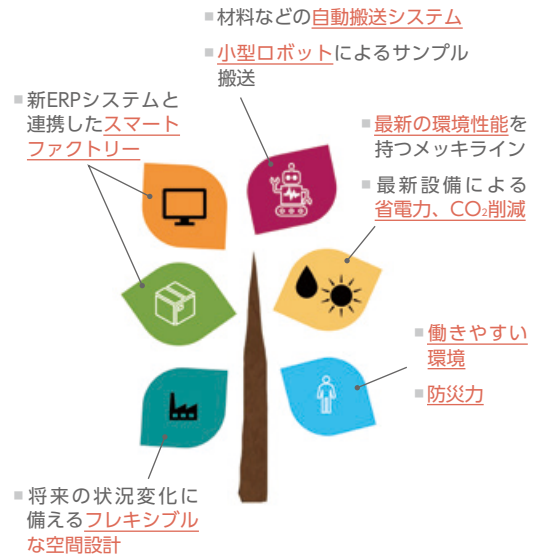 ■材料などの自動搬送システム
■小型ロボットによるサンプル
搬送
■新ERPシステムと
連携したスマート
ファクトリー
■最新の環境性能を
持つメッキライン
■最新設備による
省電力、CO₂削減
■働きやすい
環境
■防災力
■将来の状況変化に
備えるフレキシブル
な空間設計